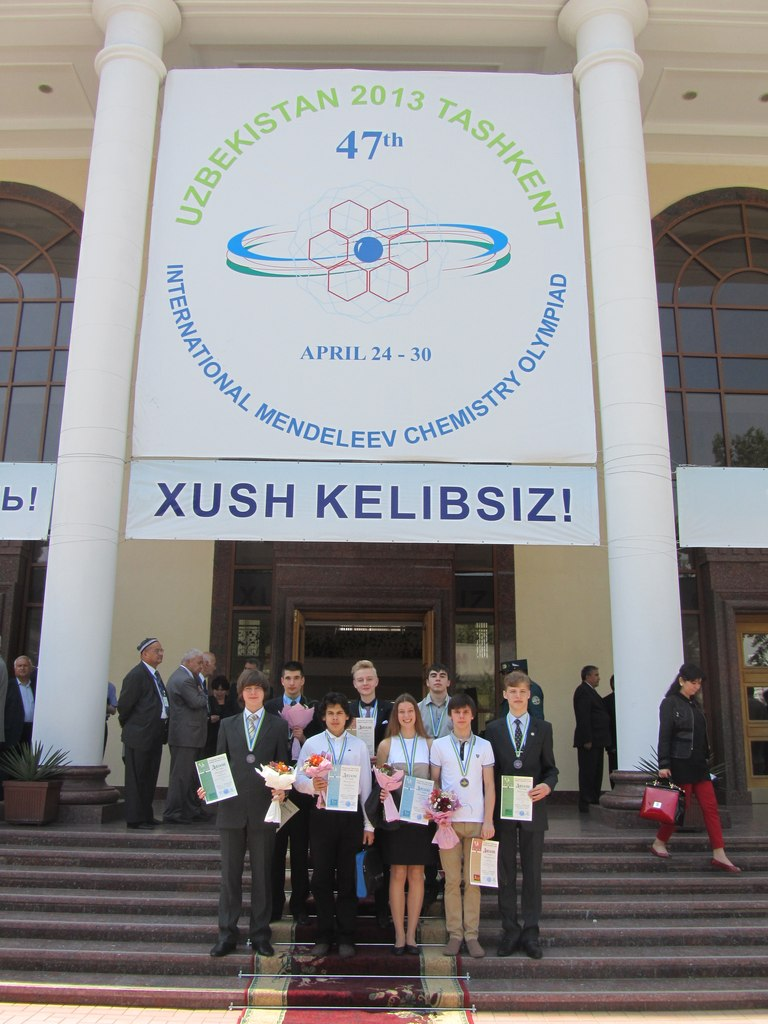 UZBEKISTAN 2013 TASHKENT
47th
APRIL 24 - 30
INTERNATIONAL MENDELEEV CHEMISTRY OLYMPIAD
Ь!
XUSH KELIBSIZ!